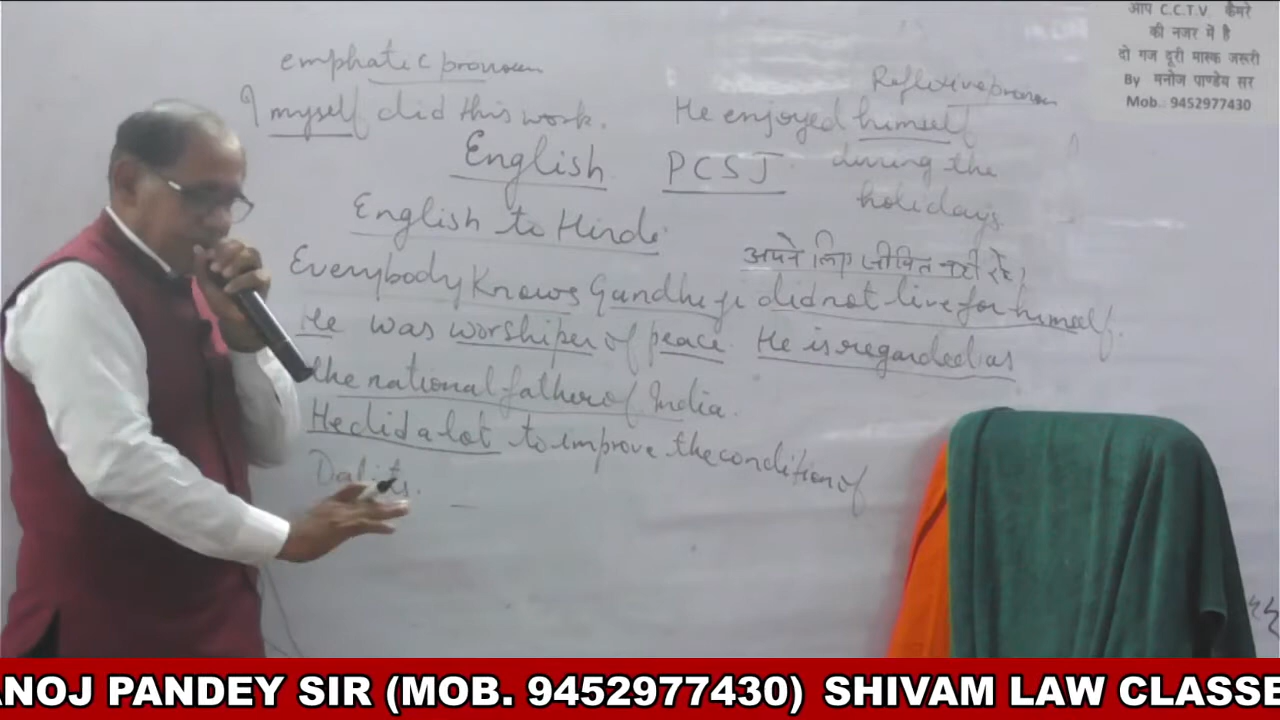 आप C.C.T.V. कैमरे
की नजर में है
दो गज दूरी मास्क जरूरी
By मनोज पाण्डेय सर
Mob. 9452977430
emphatic pronoun
Reflexive pronoun
I myself did this work.
He enjoyed himself
during the
holidays
English PCSJ
English to Hindi
अपने लिए जीवित नही रहे।
Everybody Knows Gandhi ji did not live for himself.
He was worshiper of peace. He is regarded as
the national father of India.
He did a lot to improve the condition of
Dalits.
ANOJ PANDEY SIR (MOB. 9452977430) SHIVAM LAW CLASSE